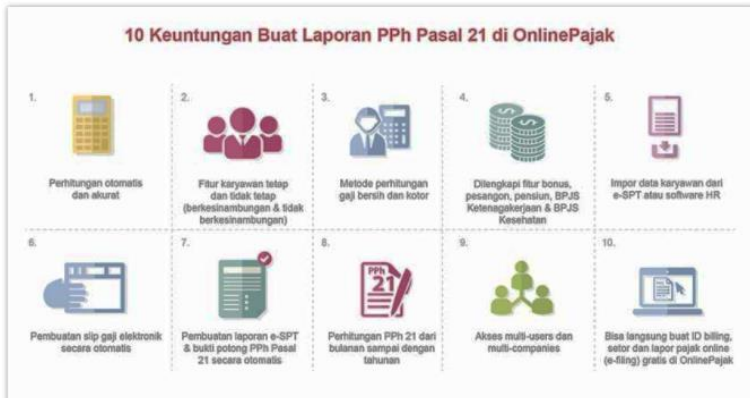 10 Keuntungan Buat Laporan PPh Pasal 21 di OnlinePajak
1.
Perhitungan otomatis
dan akurat
2.
Fitur karyawan tetap
dan tidak tetap
(berkesinambungan & tidak
berkesinambungan)
3.
Metode perhitungan
gaji bersih dan kotor
4.
Dilengkapi fitur bonus,
pesangon, pensiun, BPJS
Ketenagakerjaan & BPJS
Kesehatan
5.
Impor data karyawan dari
e-SPT atau software HR
6.
Pembuatan slip gaji elektronik
secara otomatis
7.
Pembuatan laporan e-SPT
& bukti potong PPh Pasal
21 secara otomatis
8.
PPh
21
Perhitungan PPh 21 dari
bulanan sampai dengan
tahunan
9.
Akses multi-users dan
multi-companies
10.
Bisa langsung buat ID billing,
setor dan lapor pajak online
(e-filing) gratis di OnlinePajak